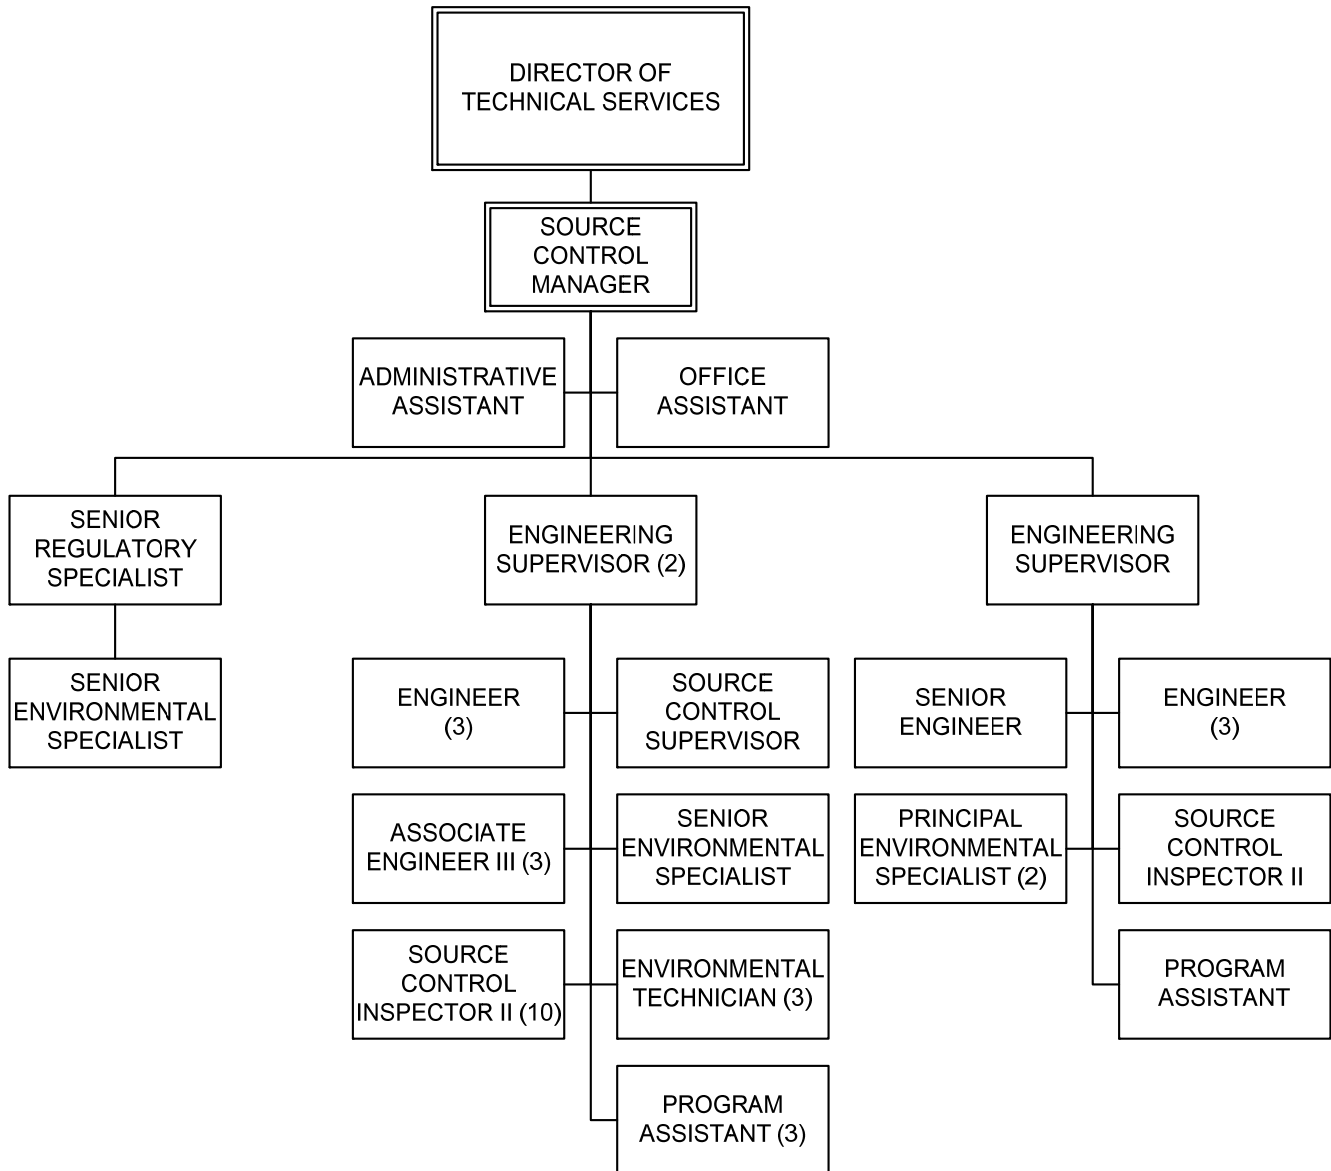 DIRECTOR OF
TECHNICAL SERVICES
SOURCE
CONTROL
MANAGER
ADMINISTRATIVE
ASSISTANT
OFFICE
ASSISTANT
SENIOR
REGULATORY
SPECIALIST
ENGINEERING
SUPERVISOR (2)
ENGINEERING
SUPERVISOR
SENIOR
ENVIRONMENTAL
SPECIALIST
ENGINEER
(3)
SOURCE
CONTROL
SUPERVISOR
SENIOR
ENGINEER
ENGINEER
(3)
ASSOCIATE
ENGINEER III (3)
SENIOR
ENVIRONMENTAL
SPECIALIST
PRINCIPAL
ENVIRONMENTAL
SPECIALIST (2)
SOURCE
CONTROL
INSPECTOR II
SOURCE
CONTROL
INSPECTOR II (10)
ENVIRONMENTAL
TECHNICIAN (3)
PROGRAM
ASSISTANT
PROGRAM
ASSISTANT (3)